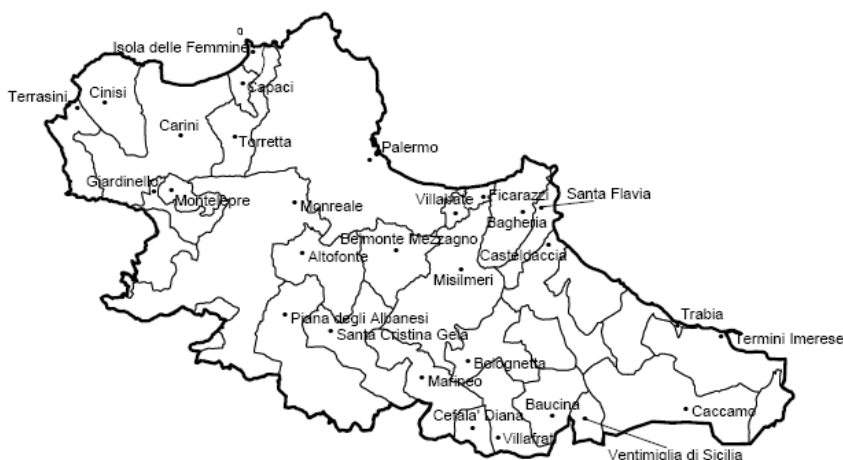 Isola delle Femmine
Capaci
Cinisi
Terrasini
Carini
Torretta
Palermo
Giardinello
Montelepre
Monreale
Villabate
Ficarazzi
Santa Flavia
Bagheria
Belmonte Mezzagno
Altofonte
Casteldaccia
Misilmeri
Piana degli Albanesi
Santa Cristina Gela
Trabia
Termini Imerese
Bolognetta
Marineo
Cefala' Diana
Baucina
Caccamo
Villafrati
Ventimiglia di Sicilia